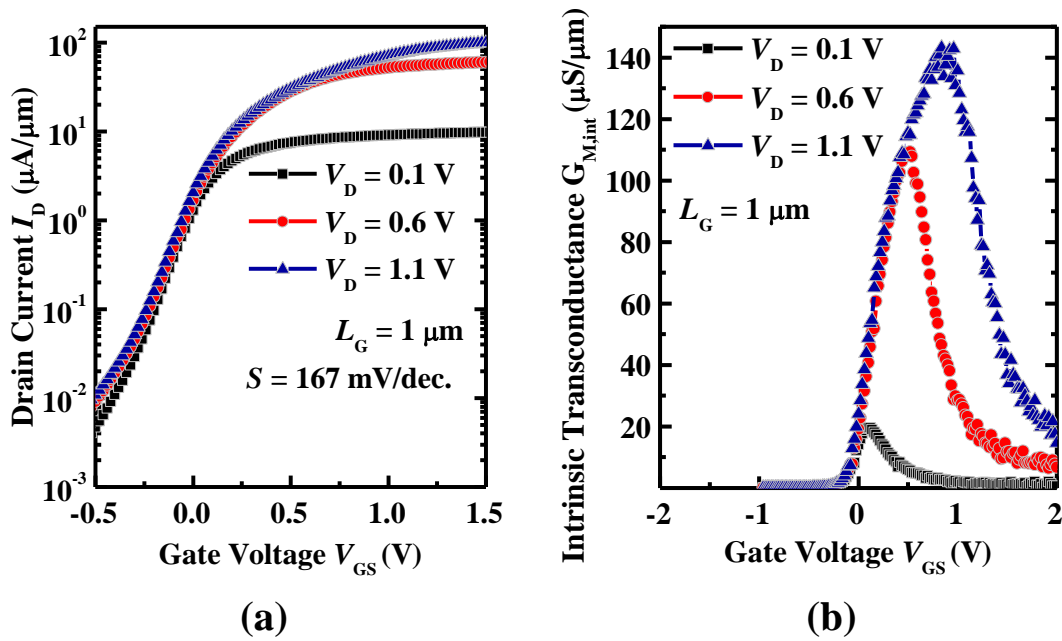 Drain Current I_D (μA/μm)
10²
10¹
10⁰
10⁻¹
10⁻²
10⁻³
V_D = 0.1 V
V_D = 0.6 V
V_D = 1.1 V
L_G = 1 μm
S = 167 mV/dec.
-0.5 0.0 0.5 1.0 1.5
Gate Voltage V_GS (V)
(a)
Intrinsic Transconductance G_M,int (μS/μm)
140
120
100
80
60
40
20
V_D = 0.1 V
V_D = 0.6 V
V_D = 1.1 V
L_G = 1 μm
-2 -1 0 1 2
Gate Voltage V_GS (V)
(b)